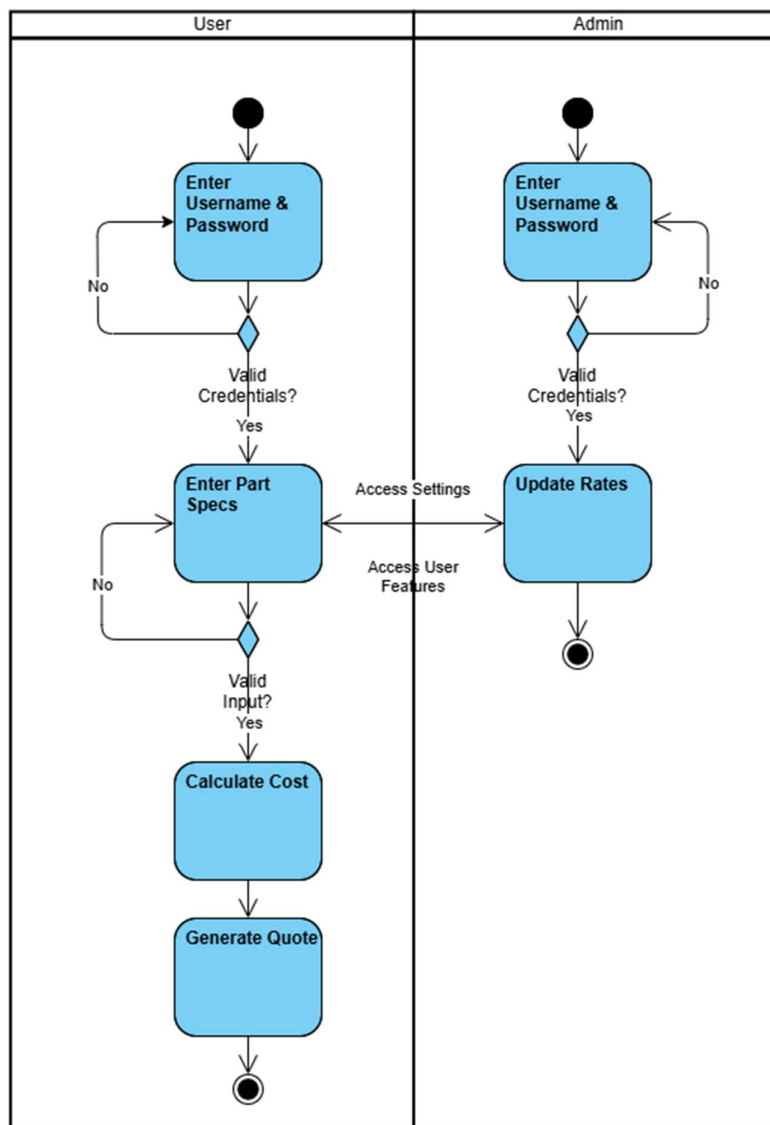 User
Admin
Enter
Username &
Password
No
Valid
Credentials?
Yes
Enter
Username &
Password
No
Valid
Credentials?
Yes
Enter Part
Specs
No
Access Settings
Access User
Features
Update Rates
Valid
Input?
Yes
Calculate Cost
Generate Quote